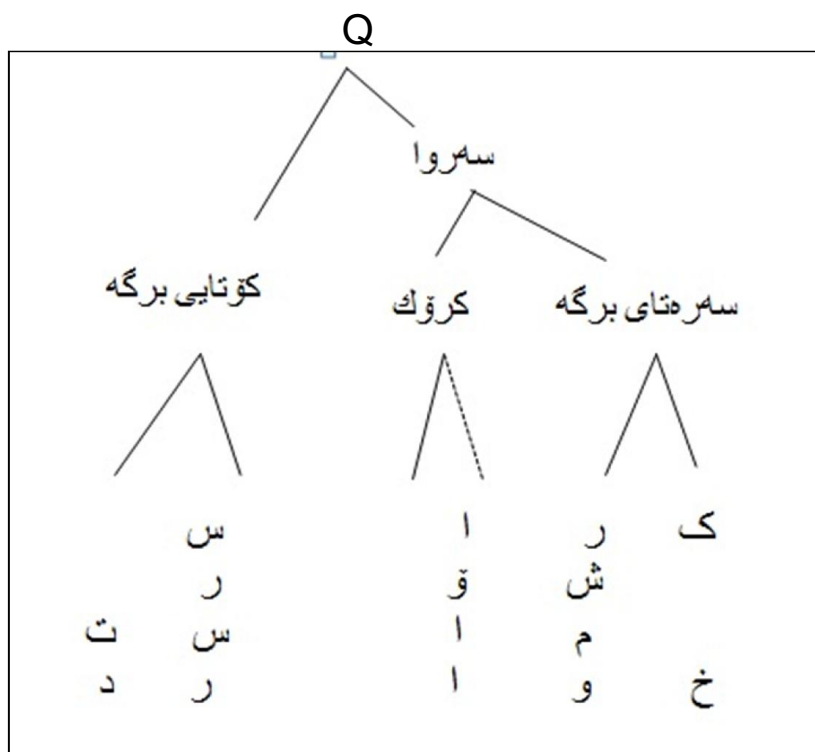 Q
سەروا
سەرەتای برگە کرۆك کۆتایی برگە
ک ر ا س
ش ۆ ر
م ا س ت
خ و ا ر د